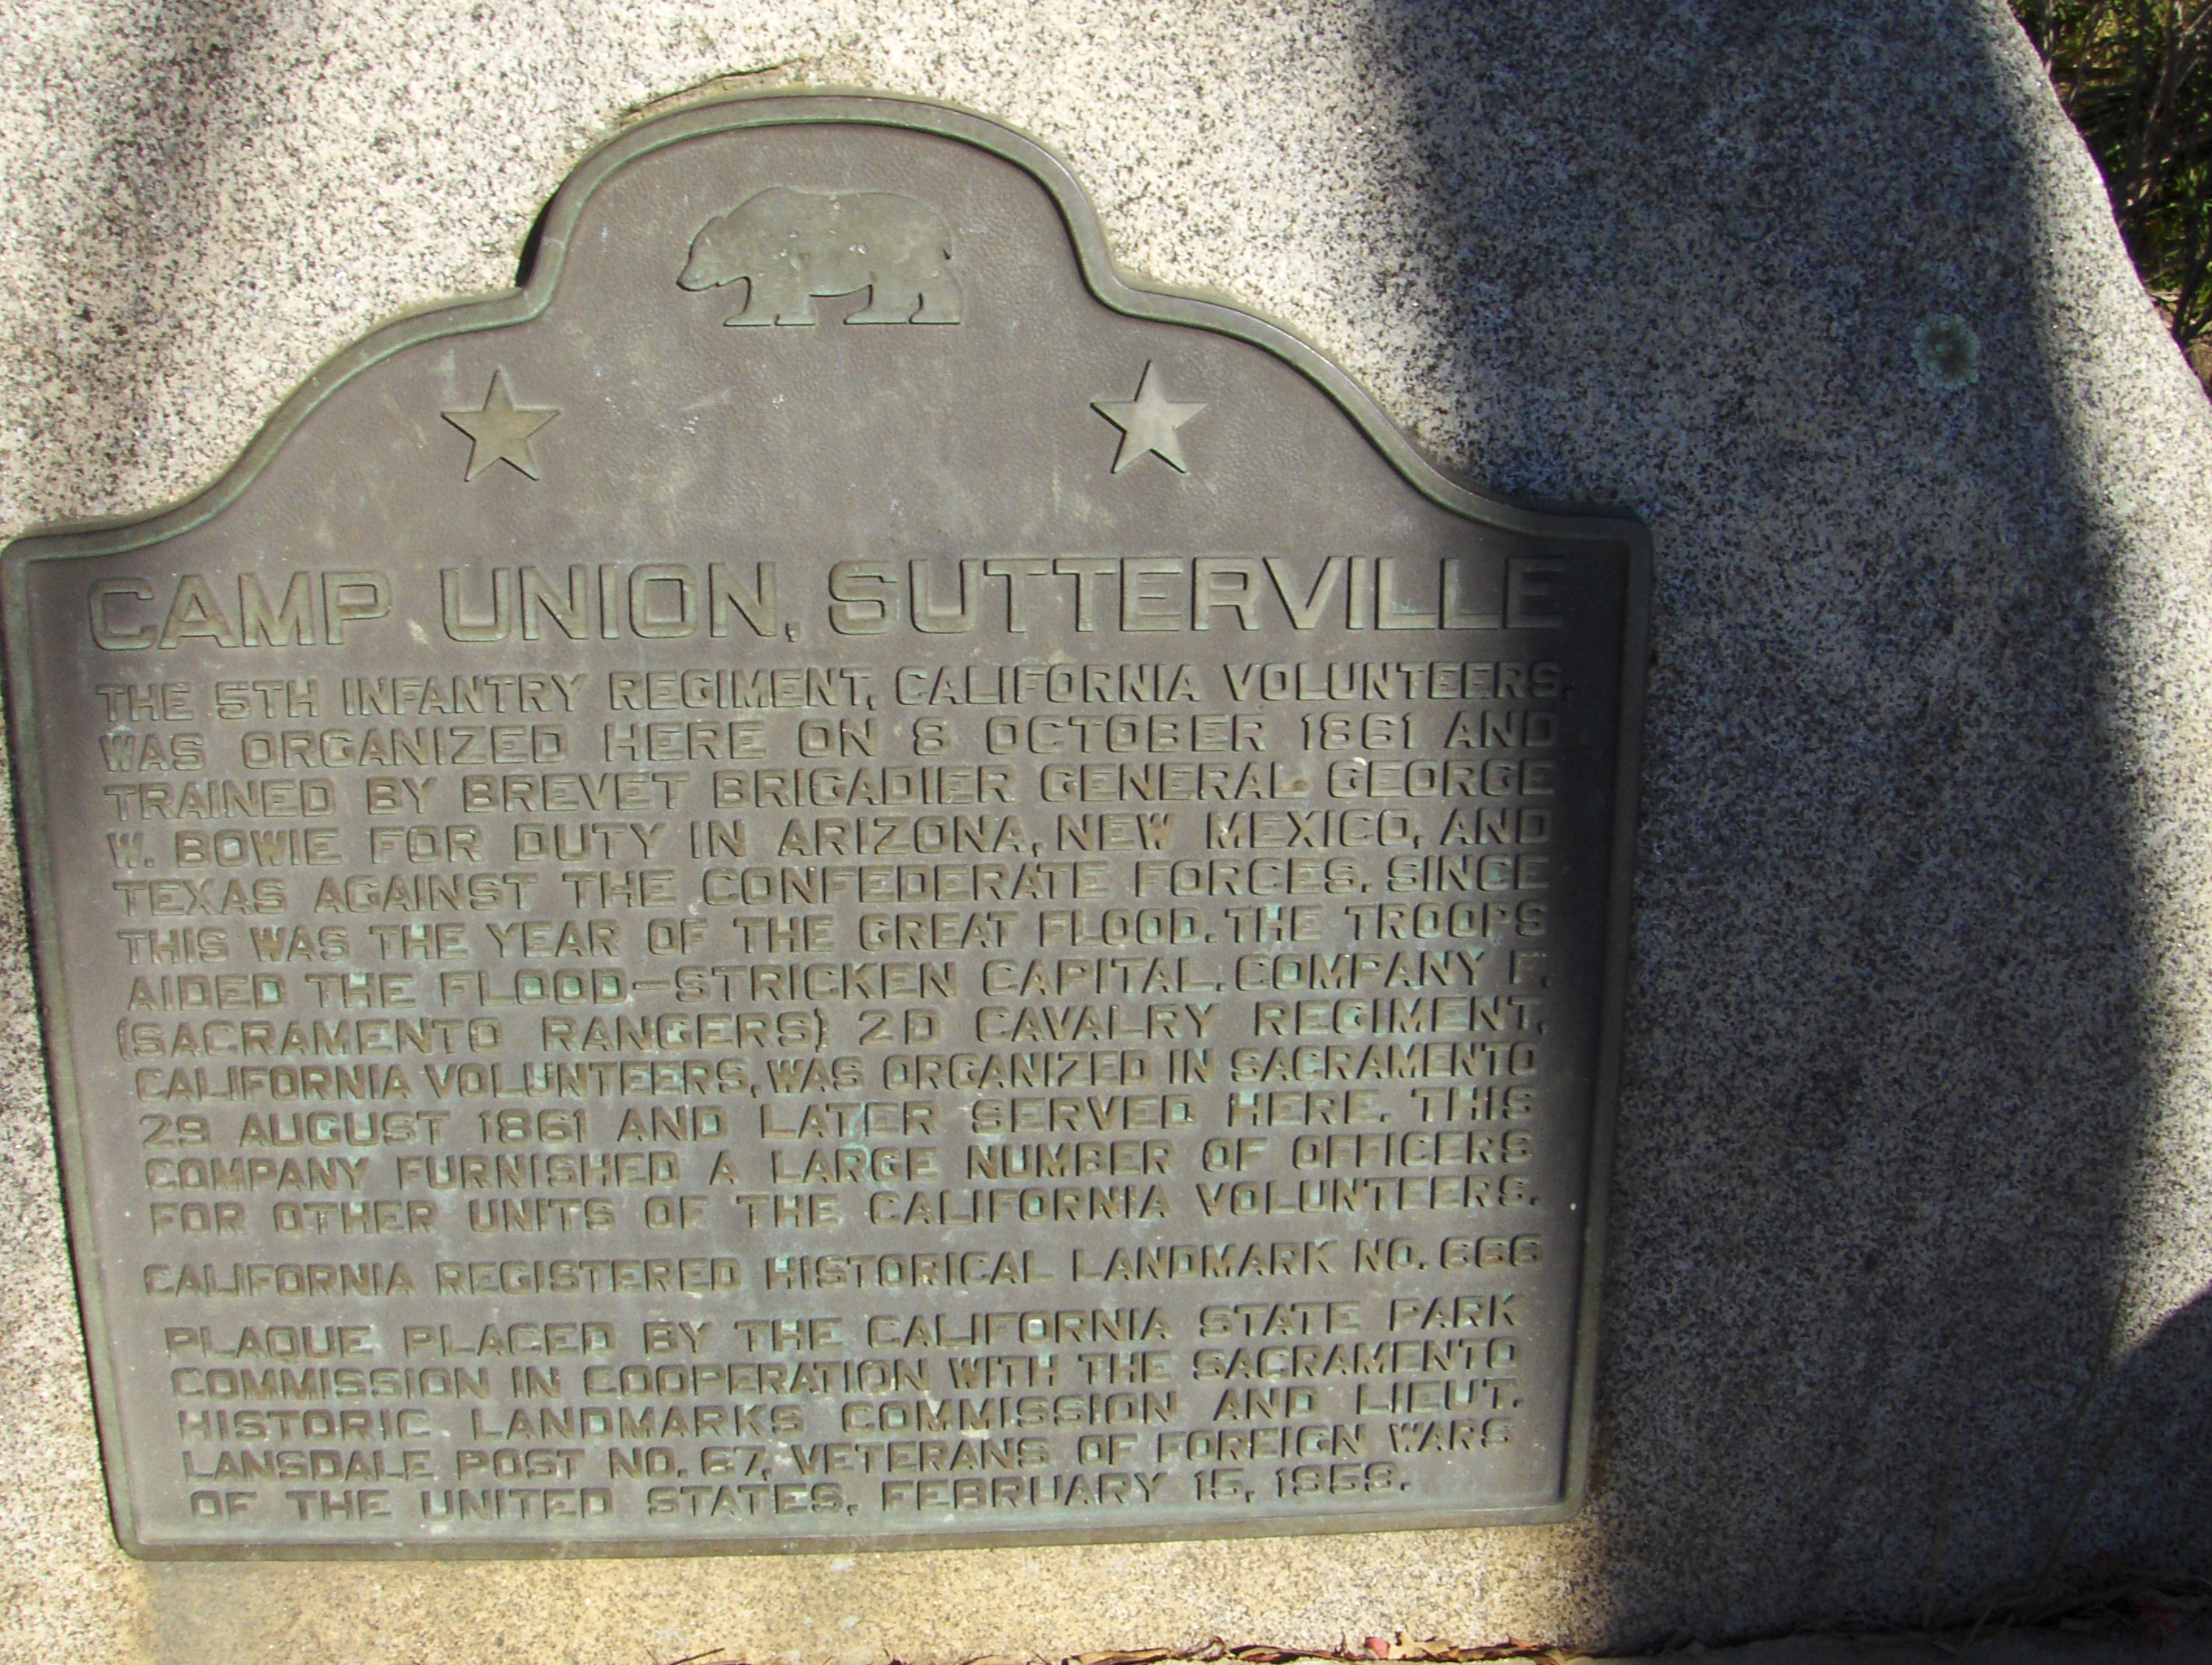 CAMP UNION, SUTTERVILLE
THE 5TH INFANTRY REGIMENT, CALIFORNIA VOLUNTEERS,
WAS ORGANIZED HERE ON 8 OCTOBER 1861 AND
TRAINED BY BREVET BRIGADIER GENERAL GEORGE
W. BOWIE FOR DUTY IN ARIZONA, NEW MEXICO, AND
TEXAS AGAINST THE CONFEDERATE FORCES. SINCE
THIS WAS THE YEAR OF THE GREAT FLOOD. THE TROOPS
AIDED THE FLOOD-STRICKEN CAPITAL. COMPANY F.
(SACRAMENTO RANGERS) 2D CAVALRY REGIMENT,
CALIFORNIA VOLUNTEERS, WAS ORGANIZED IN SACRAMENTO
29 AUGUST 1861 AND LATER SERVED HERE. THIS
COMPANY FURNISHED A LARGE NUMBER OF OFFICERS
FOR OTHER UNITS OF THE CALIFORNIA VOLUNTEERS.
CALIFORNIA REGISTERED HISTORICAL LANDMARK NO. 666
PLAQUE PLACED BY THE CALIFORNIA STATE PARK
COMMISSION IN COOPERATION WITH THE SACRAMENTO
HISTORIC LANDMARKS COMMISSION AND LIEUT.
LANSDALE POST NO. 67, VETERANS OF FOREIGN WARS
OF THE UNITED STATES, FEBRUARY 15, 1959.